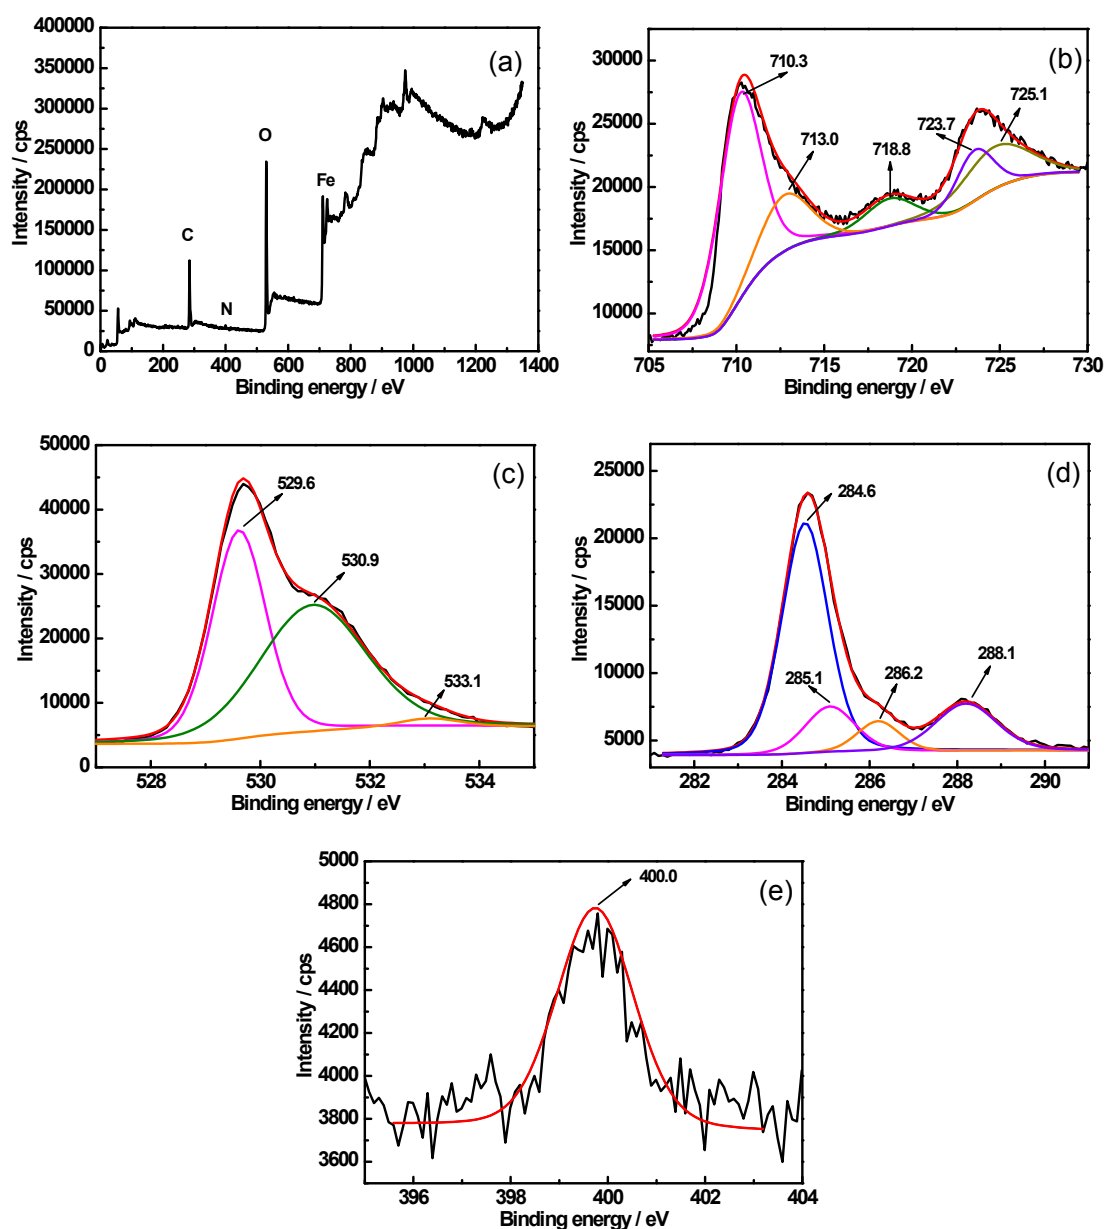 (a)
400000
350000
300000
250000
200000
150000
100000
50000
0
C
N
O
Fe
0 200 400 600 800 1000 1200 1400
Intensity / cps
Binding energy / eV
(b)
30000
25000
20000
15000
10000
710.3
713.0
718.8
723.7
725.1
705 710 715 720 725 730
Intensity / cps
Binding energy / eV
(c)
50000
40000
30000
20000
10000
0
529.6
530.9
533.1
528 530 532 534
Intensity / cps
Binding energy / eV
(d)
25000
20000
15000
10000
5000
284.6
285.1
286.2
288.1
282 284 286 288 290
Intensity / cps
Binding energy / eV
(e)
5000
4800
4600
4400
4200
4000
3800
3600
400.0
396 398 400 402 404
Intensity / cps
Binding energy / eV